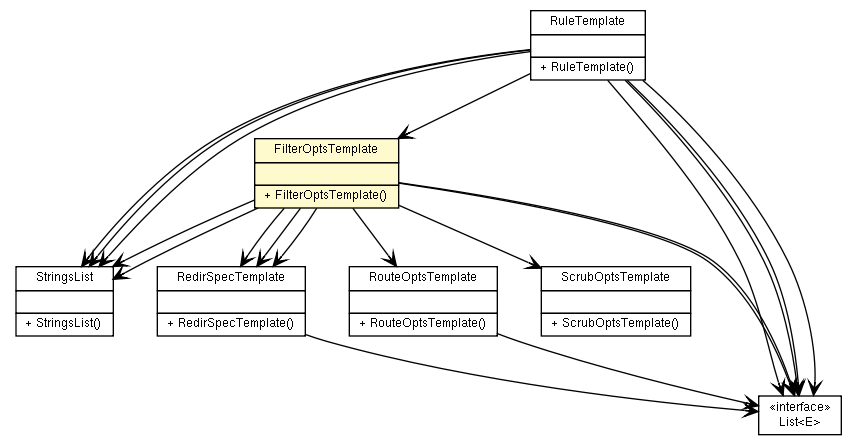 RuleTemplate
+ RuleTemplate()
FilterOptsTemplate
+ FilterOptsTemplate()
StringsList
+ StringsList()
RedirSpecTemplate
+ RedirSpecTemplate()
RouteOptsTemplate
+ RouteOptsTemplate()
ScrubOptsTemplate
+ ScrubOptsTemplate()
«interface»
List<E>